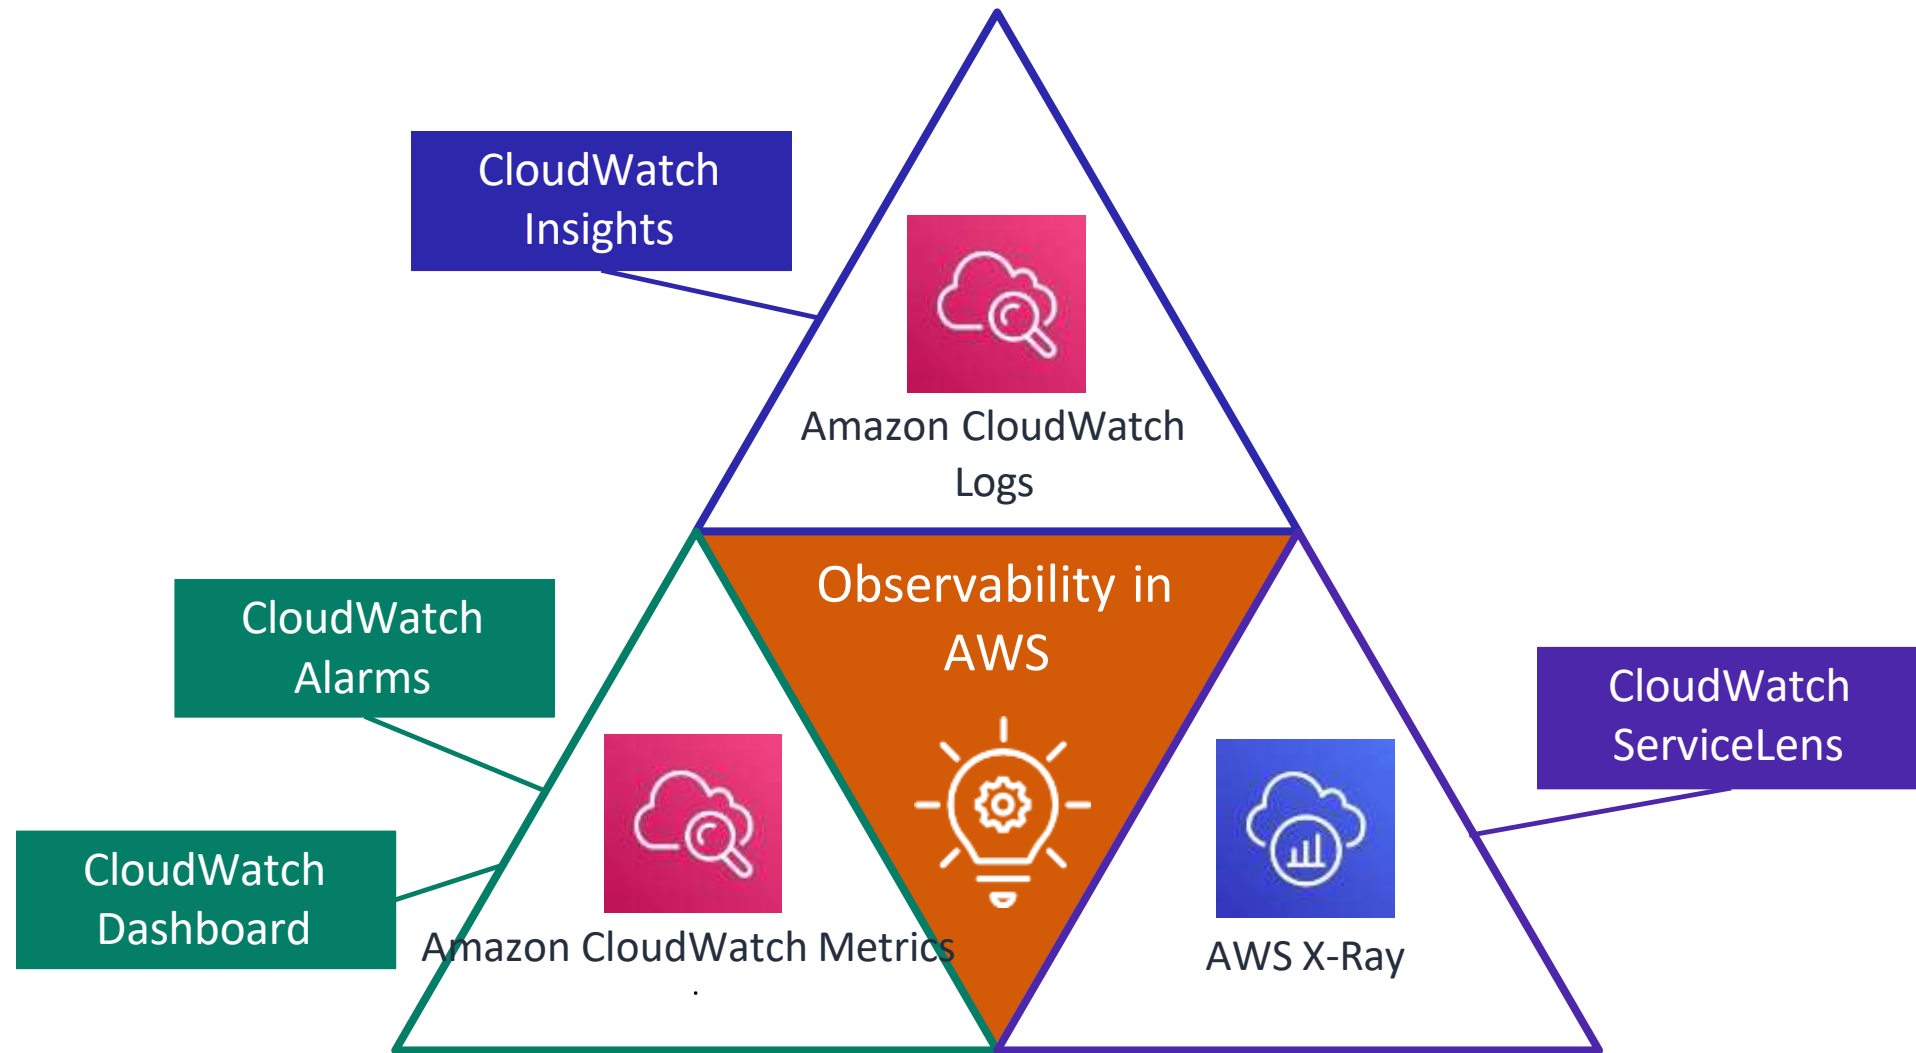 CloudWatch
Insights
Amazon CloudWatch
Logs
Observability in
AWS
CloudWatch
Alarms
CloudWatch
ServiceLens
CloudWatch
Dashboard
Amazon CloudWatch Metrics
.
AWS X-Ray